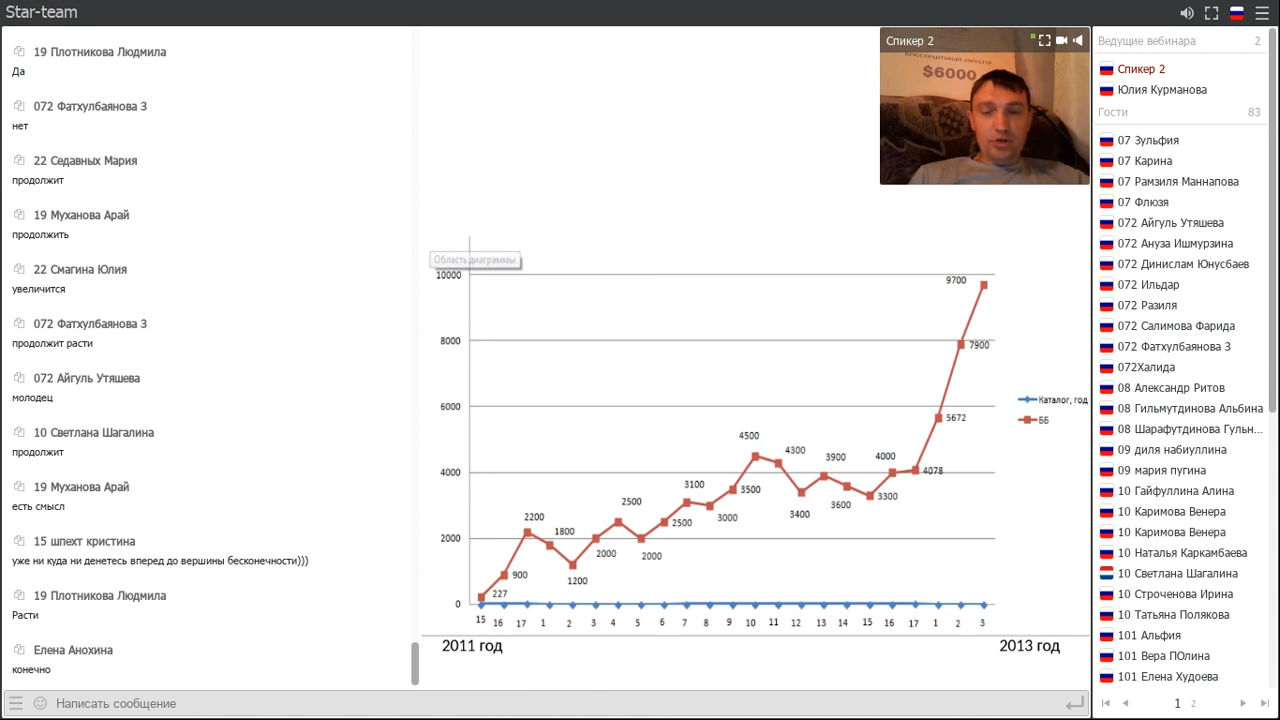 Star-team
19 Плотникова Людмила
Да
072 Фатхулбаянова З
нет
22 Седавных Мария
продолжит
19 Муханова Арай
продолжить
22 Смагина Юлия
увеличится
072 Фатхулбаянова З
продолжит расти
072 Айгуль Утяшева
молодец
10 Светлана Шагалина
продолжит
19 Муханова Арай
есть смысл
15 шпехт кристина
уже ни куда ни денетесь вперед до вершины бесконечности)))
19 Плотникова Людмила
Расти
Елена Анохина
конечно
Написать сообщение
Спикер 2
$6000
Область диаграммы
10000
8000
6000
4000
2000
0
227
900
2200
1800
1200
2000
2500
2000
2500
3100
3000
3500
4500
4300
3400
3900
3600
3300
4000
4078
5672
7900
9700
15 16 17 1 2 3 4 5 6 7 8 9 10 11 12 13 14 15 16 17 1 2 3
2011 год
2013 год
Каталог, год
ББ
Ведущие вебинара 2
Спикер 2
Юлия Курманова
Гости 83
07 Зульфия
07 Карина
07 Рамзиля Маннапова
07 Флюзя
072 Айгуль Утяшева
072 Ануза Ишмурзина
072 Динислам Юнусбаев
072 Ильдар
072 Разиля
072 Салимова Фарида
072 Фатхулбаянова З
072Халида
08 Александр Ритов
08 Гильмутдинова Альбина
08 Шарафутдинова Гульн...
09 диля набиуллина
09 мария пугина
10 Гайфуллина Алина
10 Каримова Венера
10 Каримова Венера
10 Наталья Каркамбаева
10 Светлана Шагалина
10 Строченова Ирина
10 Татьяна Полякова
101 Альфия
101 Вера ПОлина
101 Елена Худоева
1 2